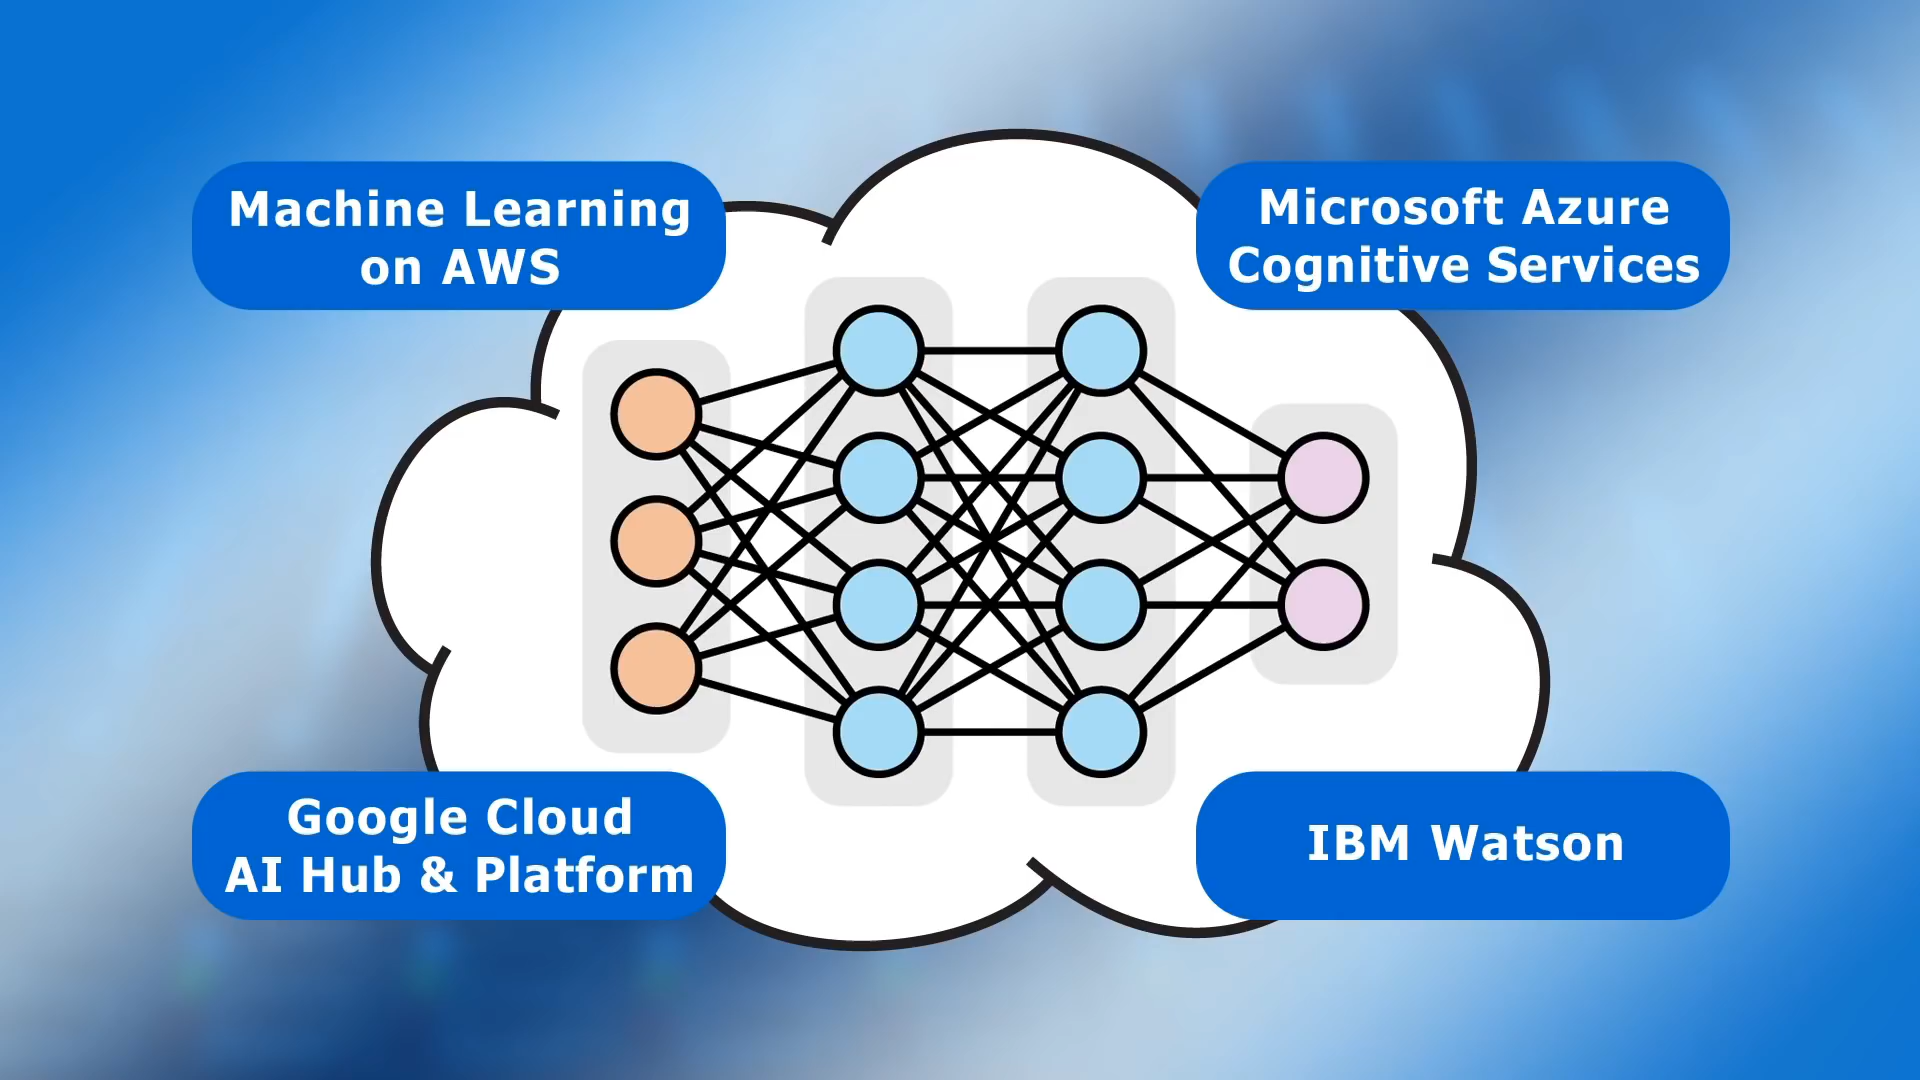 Machine Learning
on AWS
Microsoft Azure
Cognitive Services
Google Cloud
AI Hub & Platform
IBM Watson